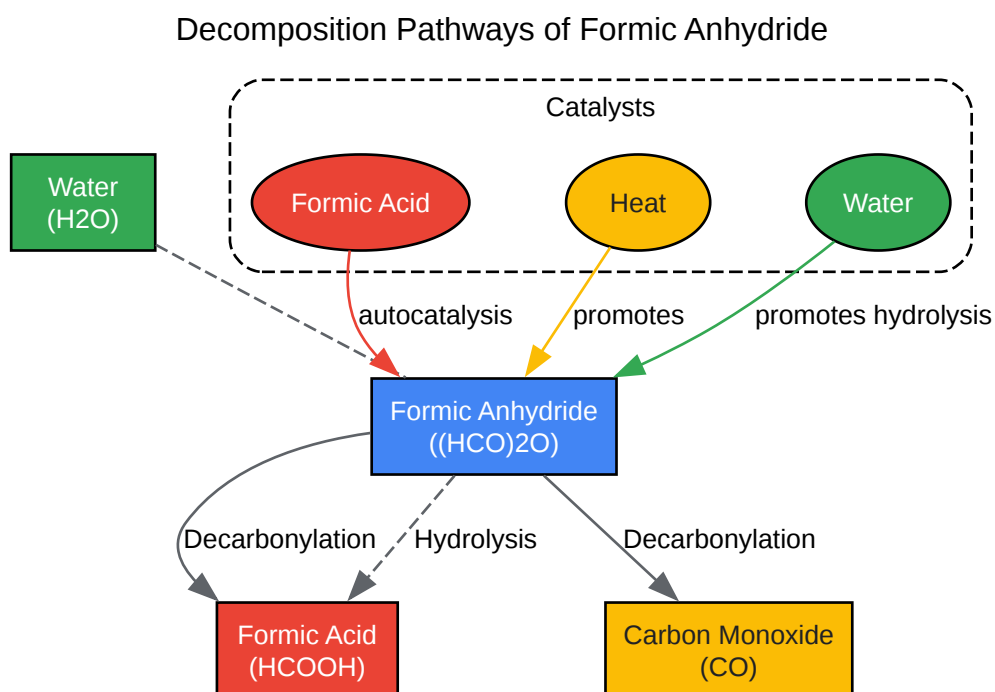 Decomposition Pathways of Formic Anhydride
Catalysts
Water
(H2O)
Formic Acid
Heat
Water
autocatalysis
promotes
promotes hydrolysis
Formic Anhydride
((HCO)2O)
Decarbonylation
Hydrolysis
Decarbonylation
Formic Acid
(HCOOH)
Carbon Monoxide
(CO)